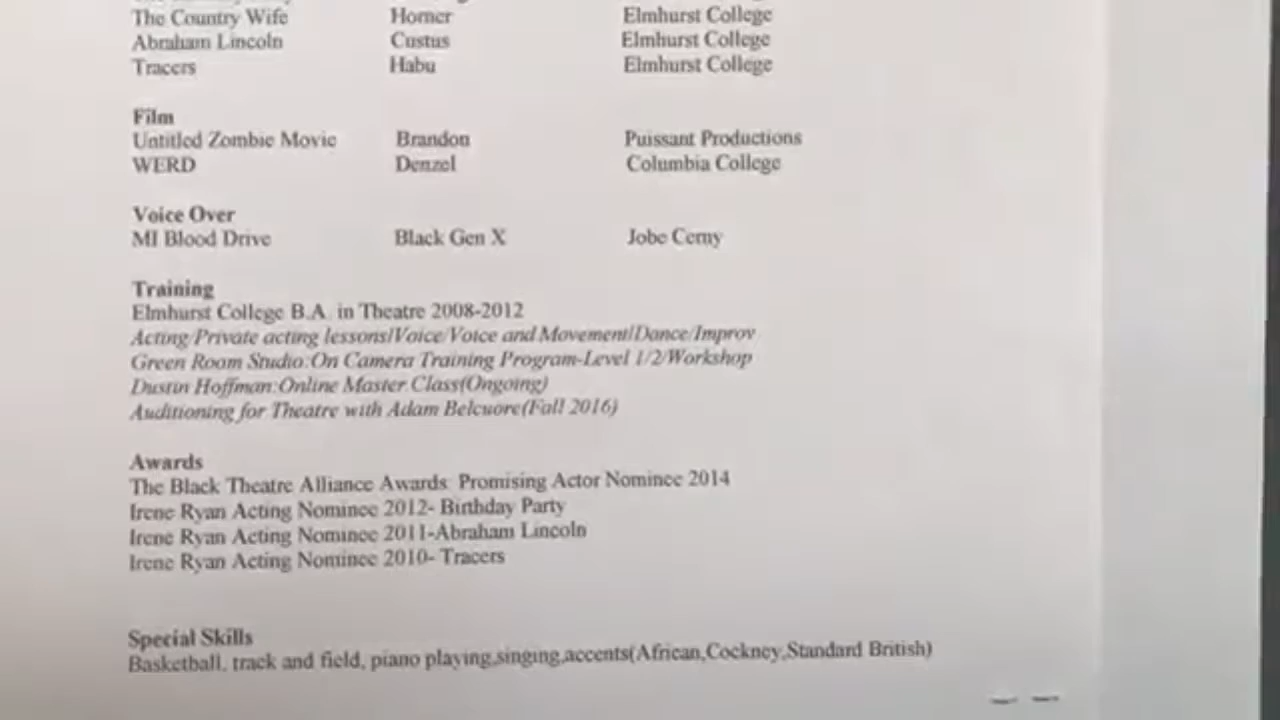 The Country Wife Horner Elmhurst College
Abraham Lincoln Custus Elmhurst College
Tracers Habu Elmhurst College
Film
Untitled Zombie Movie Brandon Puissant Productions
WERD Denzel Columbia College
Voice Over
MI Blood Drive Black Gen X Jobe Cerny
Training
Elmhurst College B.A. in Theatre 2008-2012
Acting/Private acting lessons/Voice/Voice and Movement/Dance/Improv
Green Room Studio:On Camera Training Program-Level 1/2/Workshop
Dustin Hoffman:Online Master Class(Ongoing)
Auditioning for Theatre with Adam Belcuore(Fall 2016)
Awards
The Black Theatre Alliance Awards Promising Actor Nominee 2014
Irene Ryan Acting Nominee 2012- Birthday Party
Irene Ryan Acting Nominee 2011-Abraham Lincoln
Irene Ryan Acting Nominee 2010- Tracers
Special Skills
Basketball, track and field, piano playing,singing,accents(African,Cockney,Standard British)